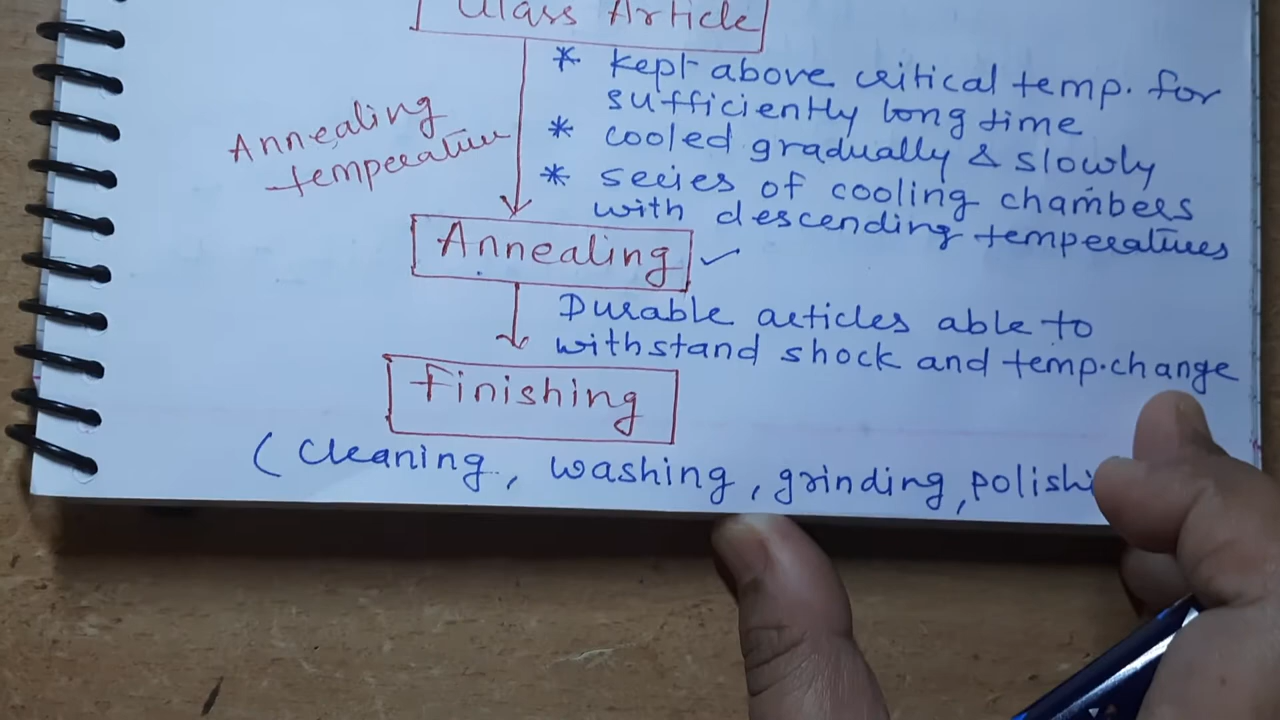 Glass Article
* kept above critical temp. for
sufficiently long time
Annealing
temperature
* cooled gradually & slowly
* series of cooling chambers
with descending temperatures
Annealing ✓
Durable articles able to
withstand shock and temp. change
Finishing
(cleaning, washing, grinding, polishi